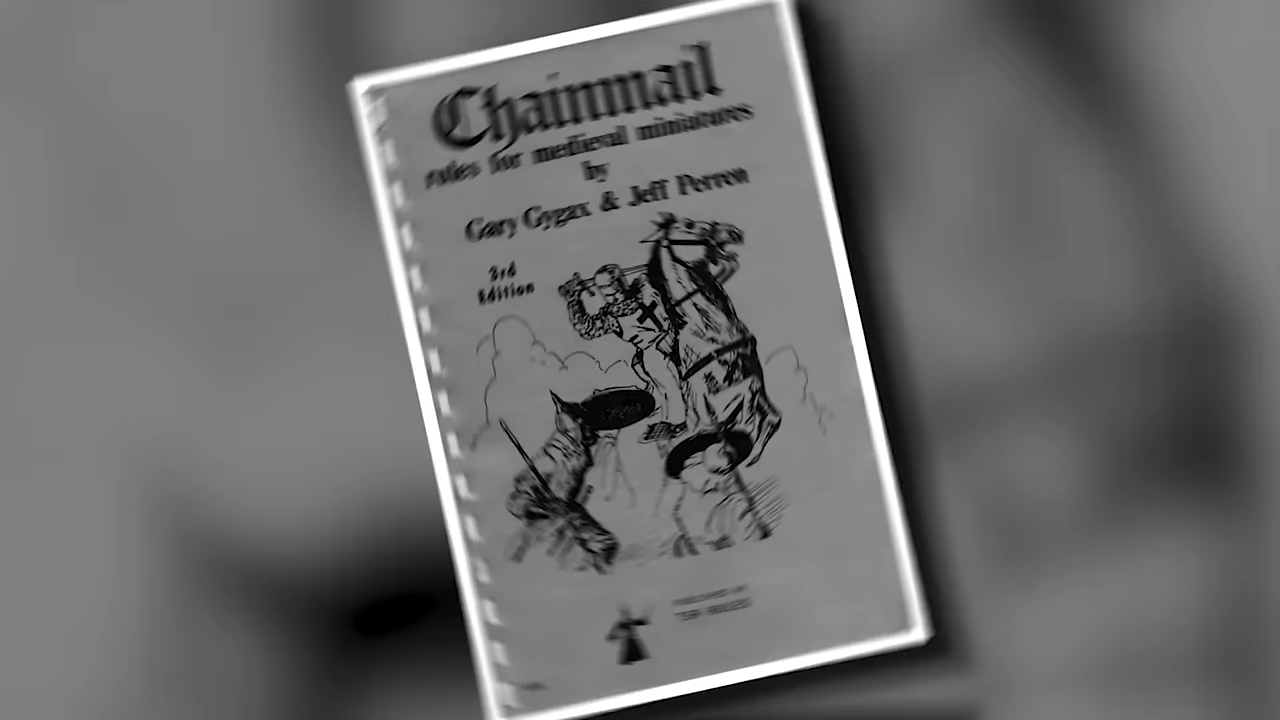 Chainmail
rules for medieval miniatures
by
Gary Gygax & Jeff Perren
3rd
Edition